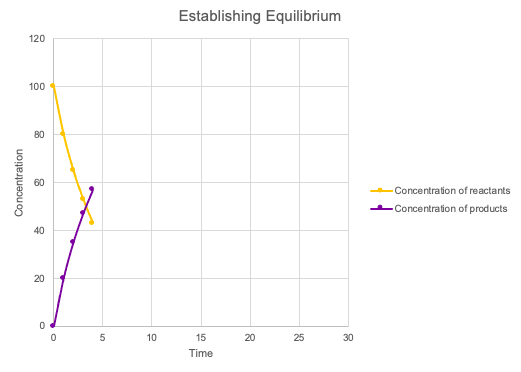 Establishing Equilibrium
120
100
80
60
40
20
0
0 5 10 15 20 25 30
Concentration
Time
Concentration of reactants
Concentration of products